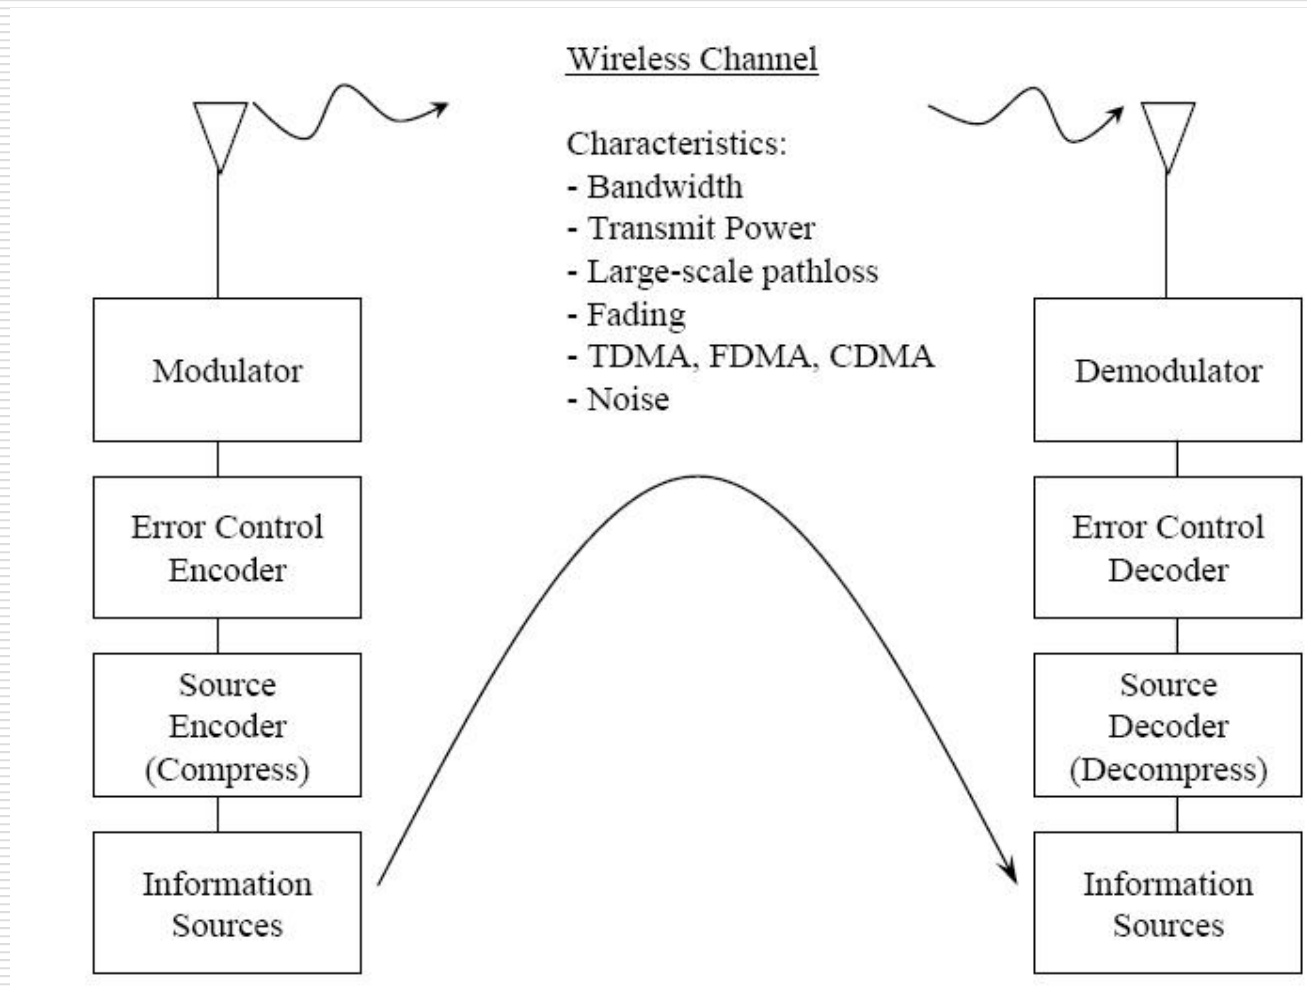 Wireless Channel
Characteristics:
- Bandwidth
- Transmit Power
- Large-scale pathloss
- Fading
- TDMA, FDMA, CDMA
- Noise
Modulator
Error Control
Encoder
Source
Encoder
(Compress)
Information
Sources
Demodulator
Error Control
Decoder
Source
Decoder
(Decompress)
Information
Sources